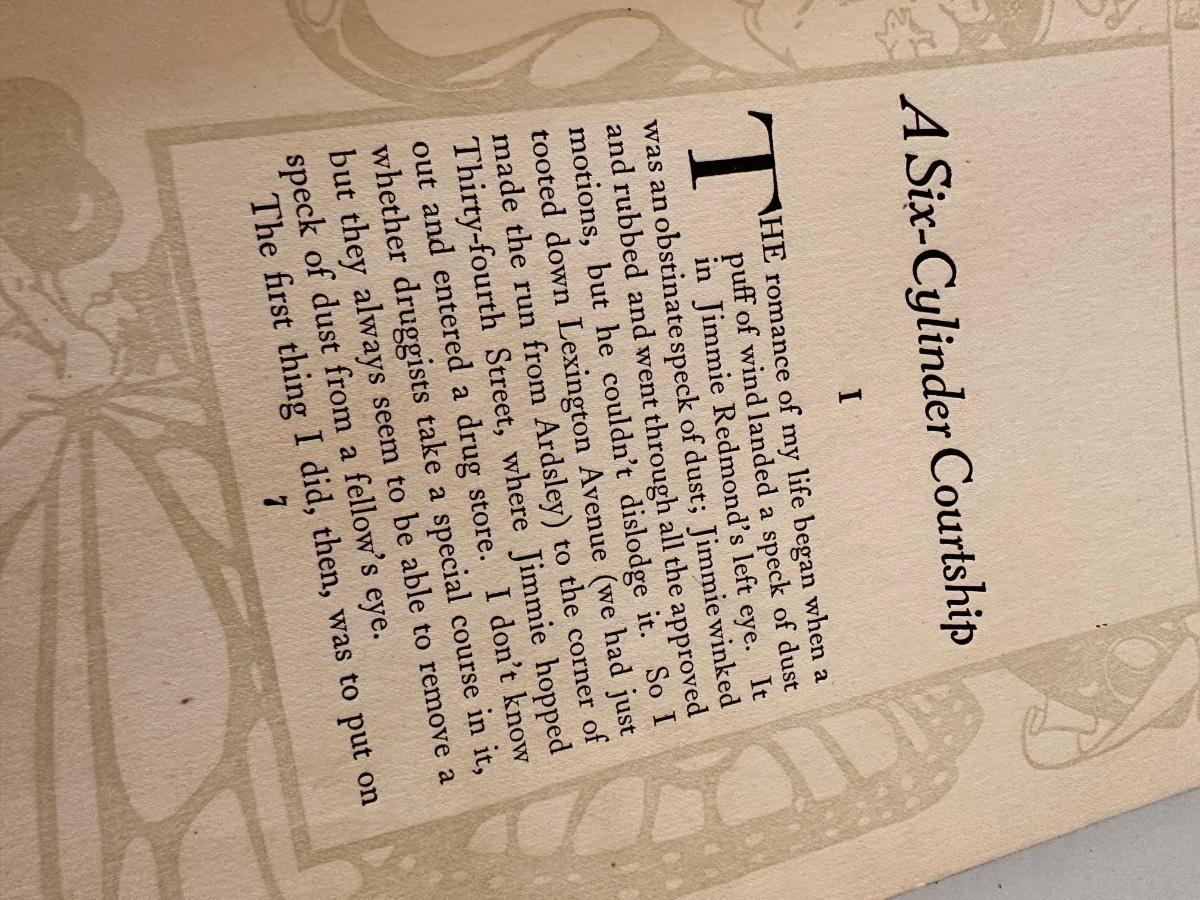 A Six-Cylinder Courtship
I
THE romance of my life began when a
puff of wind landed a speck of dust
in Jimmie Redmond's left eye. It
was an obstinate speck of dust; Jimmie winked
and rubbed and went through all the approved
motions, but he couldn't dislodge it. So I
tooted down Lexington Avenue (we had just
made the run from Ardsley) to the corner of
Thirty-fourth Street, where Jimmie hopped
out and entered a drug store. I don't know
whether druggists take a special course in it,
but they always seem to be able to remove a
speck of dust from a fellow's eye.
The first thing I did, then, was to put on
7